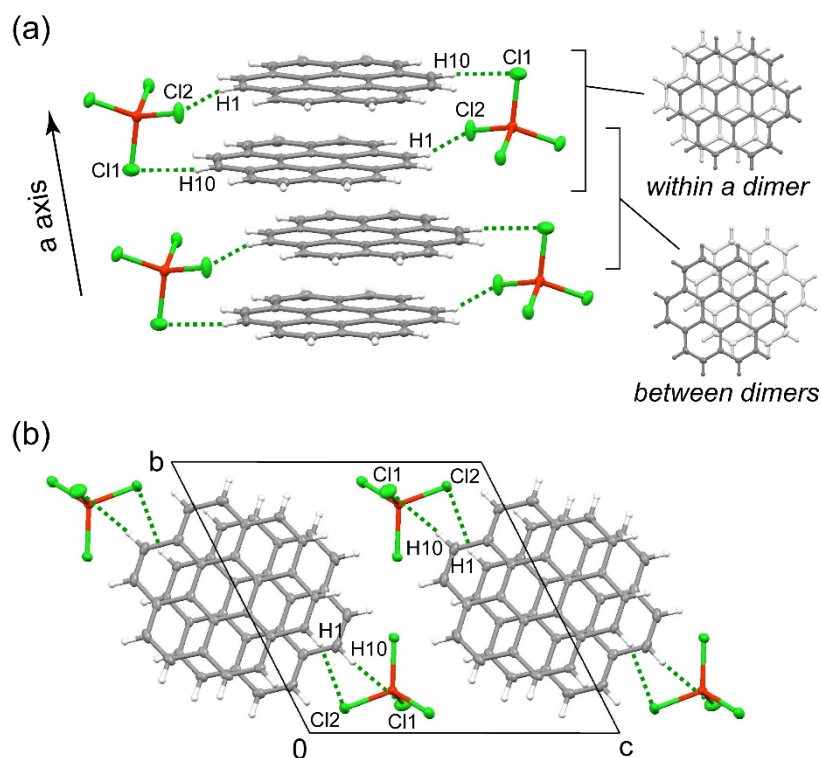 (a)
H10 Cl1
Cl2
H1 Cl2
H1
Cl1
H10
a axis
within a dimer
between dimers
(b)
b
Cl1 Cl2
H10
H1
H1
H10
Cl2 Cl1
0 c